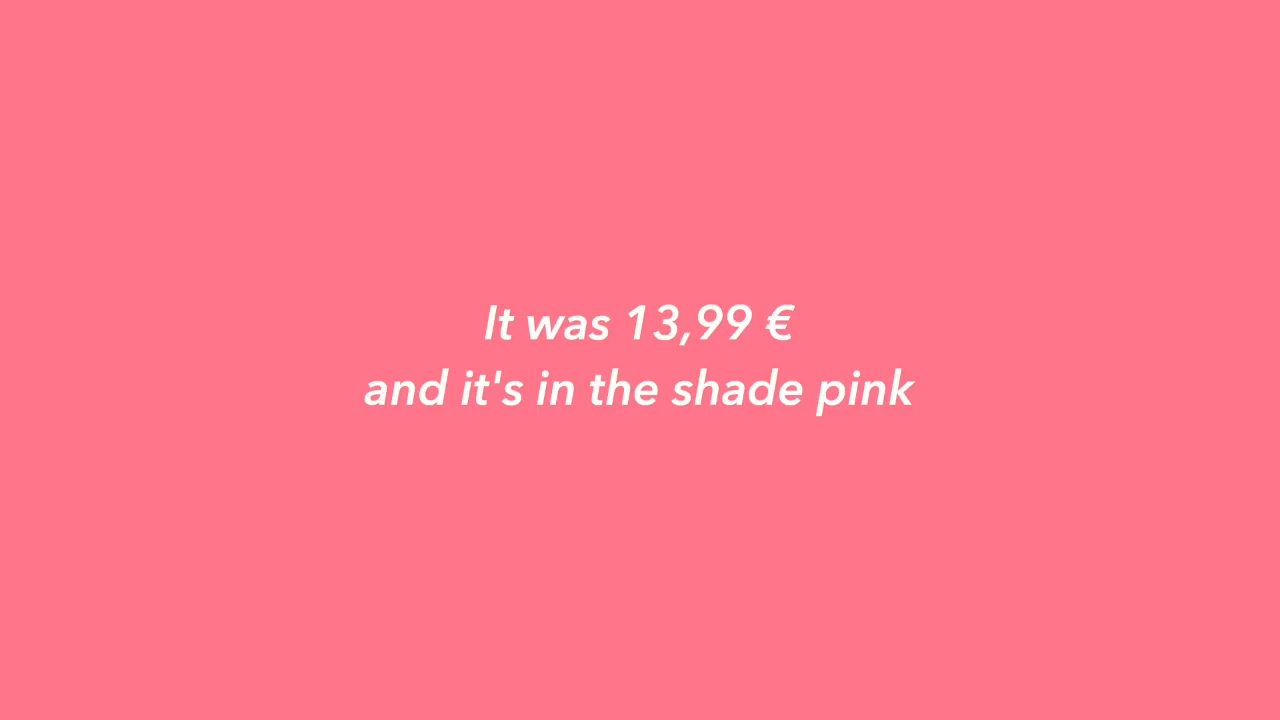 It was 13,99 €
and it's in the shade pink